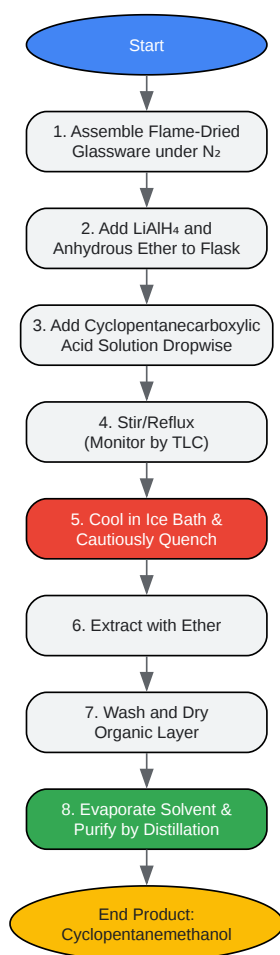 Start
1. Assemble Flame-Dried
Glassware under N₂
2. Add LiAlH₄ and
Anhydrous Ether to Flask
3. Add Cyclopentanecarboxylic
Acid Solution Dropwise
4. Stir/Reflux
(Monitor by TLC)
5. Cool in Ice Bath &
Cautiously Quench
6. Extract with Ether
7. Wash and Dry
Organic Layer
8. Evaporate Solvent &
Purify by Distillation
End Product:
Cyclopentanemethanol